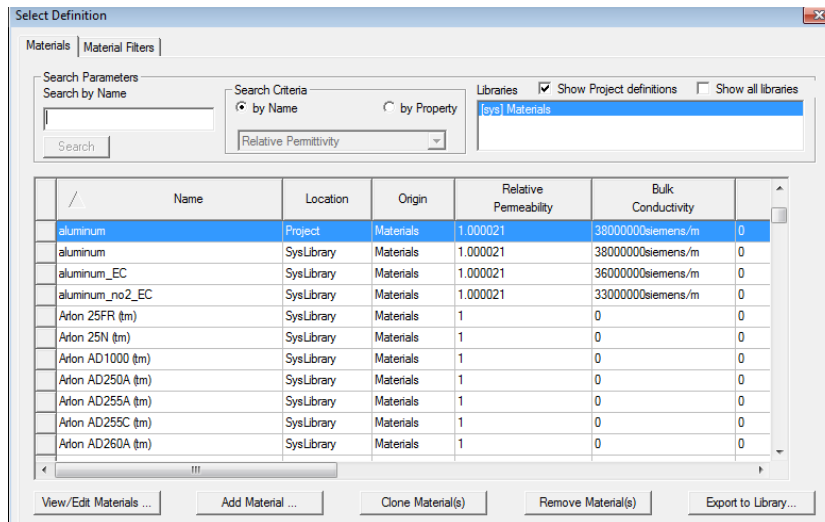 Select Definition
Materials Material Filters
Search Parameters
Search by Name
Search
Search Criteria
by Name by Property
Relative Permittivity
Libraries Show Project definitions Show all libraries
[sys] Materials
Name Location Origin Relative Permeability Bulk Conductivity
aluminum Project Materials 1.000021 38000000siemens/m 0
aluminum SysLibrary Materials 1.000021 38000000siemens/m 0
aluminum_EC SysLibrary Materials 1.000021 36000000siemens/m 0
aluminum_no2_EC SysLibrary Materials 1.000021 33000000siemens/m 0
Arlon 25FR (tm) SysLibrary Materials 1 0 0
Arlon 25N (tm) SysLibrary Materials 1 0 0
Arlon AD1000 (tm) SysLibrary Materials 1 0 0
Arlon AD250A (tm) SysLibrary Materials 1 0 0
Arlon AD255A (tm) SysLibrary Materials 1 0 0
Arlon AD255C (tm) SysLibrary Materials 1 0 0
Arlon AD260A (tm) SysLibrary Materials 1 0 0
View/Edit Materials ... Add Material ... Clone Material(s) Remove Material(s) Export to Library...